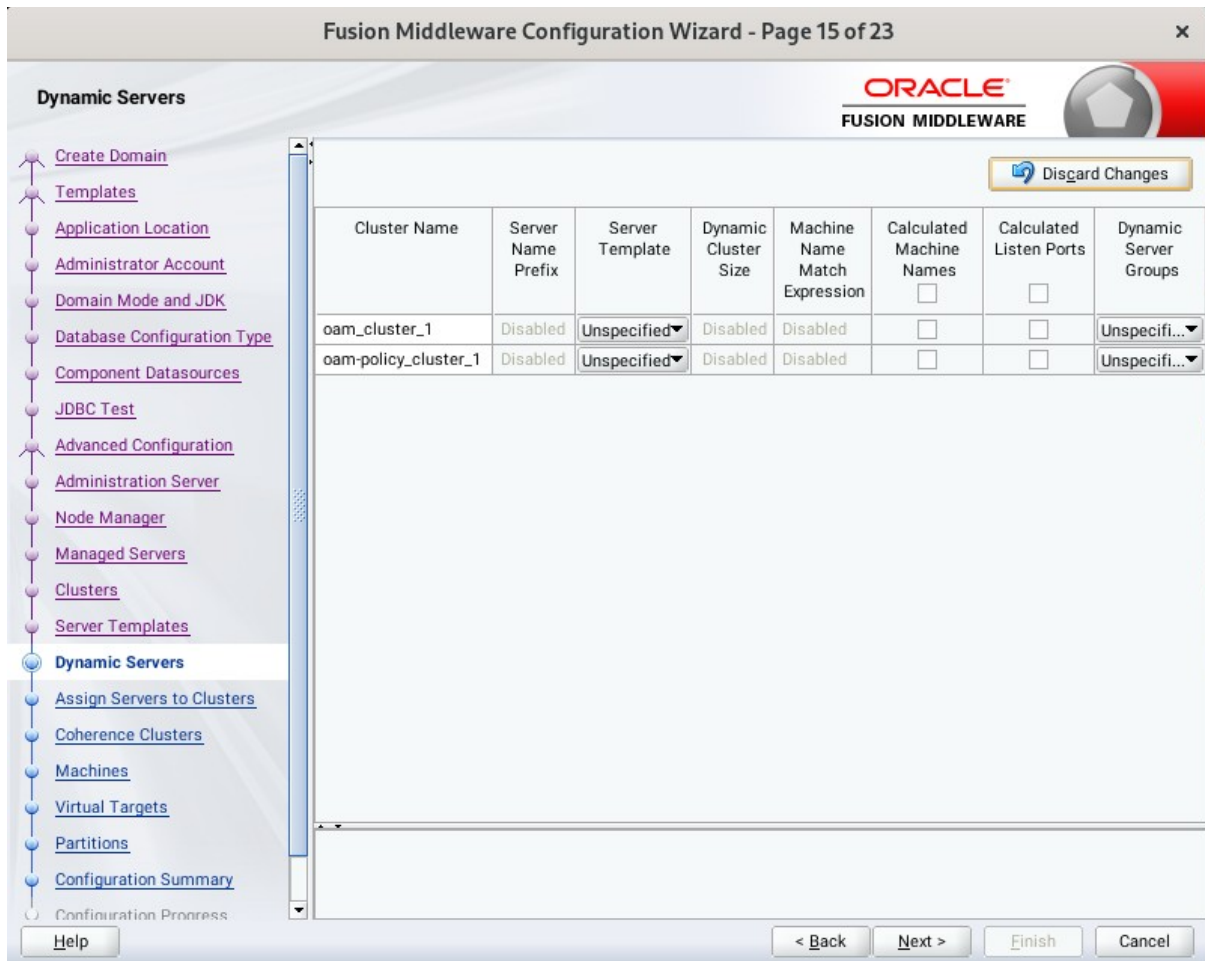 Fusion Middleware Configuration Wizard - Page 15 of 23
Dynamic Servers
ORACLE
FUSION MIDDLEWARE
Create Domain
Templates
Application Location
Administrator Account
Domain Mode and JDK
Database Configuration Type
Component Datasources
JDBC Test
Advanced Configuration
Administration Server
Node Manager
Managed Servers
Clusters
Server Templates
Dynamic Servers
Assign Servers to Clusters
Coherence Clusters
Machines
Virtual Targets
Partitions
Configuration Summary
Configuration Progress
Discard Changes
Cluster Name
Server
Name
Prefix
Server
Template
Dynamic
Cluster
Size
Machine
Name
Match
Expression
Calculated
Machine
Names
Calculated
Listen Ports
Dynamic
Server
Groups
oam_cluster_1 Disabled Unspecified Disabled Disabled Unspecifi...
oam-policy_cluster_1 Disabled Unspecified Disabled Disabled Unspecifi...
Help < Back Next > Finish Cancel